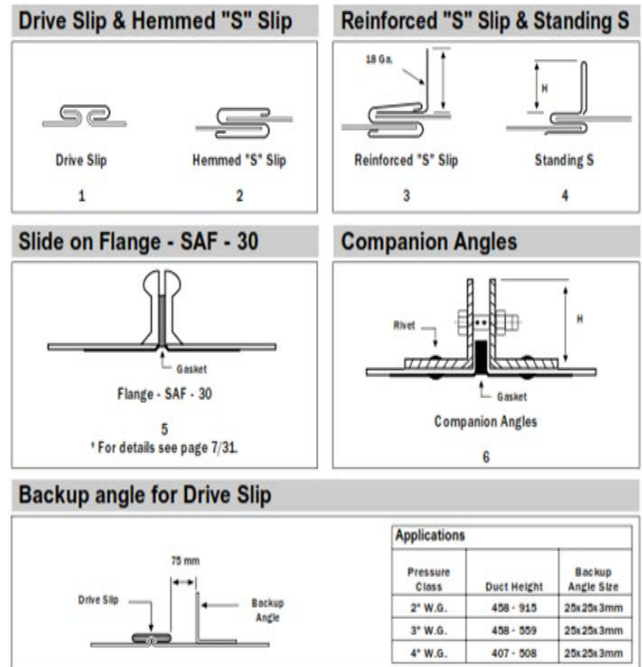 Drive Slip & Hemmed "S" Slip
Drive Slip
1
Hemmed "S" Slip
2
Reinforced "S" Slip & Standing S
18 Ga.
Reinforced "S" Slip
3
H
Standing S
4
Slide on Flange - SAF - 30
Gasket
Flange - SAF - 30
5
* For details see page 7/31.
Companion Angles
Rivet
H
Gasket
Companion Angles
6
Backup angle for Drive Slip
75 mm
Drive Slip
Backup
Angle
Applications
Pressure Class Duct Height Backup Angle Size
2" W.G. 458 - 915 25x25x3mm
3" W.G. 458 - 559 25x25x3mm
4" W.G. 407 - 508 25x25x3mm